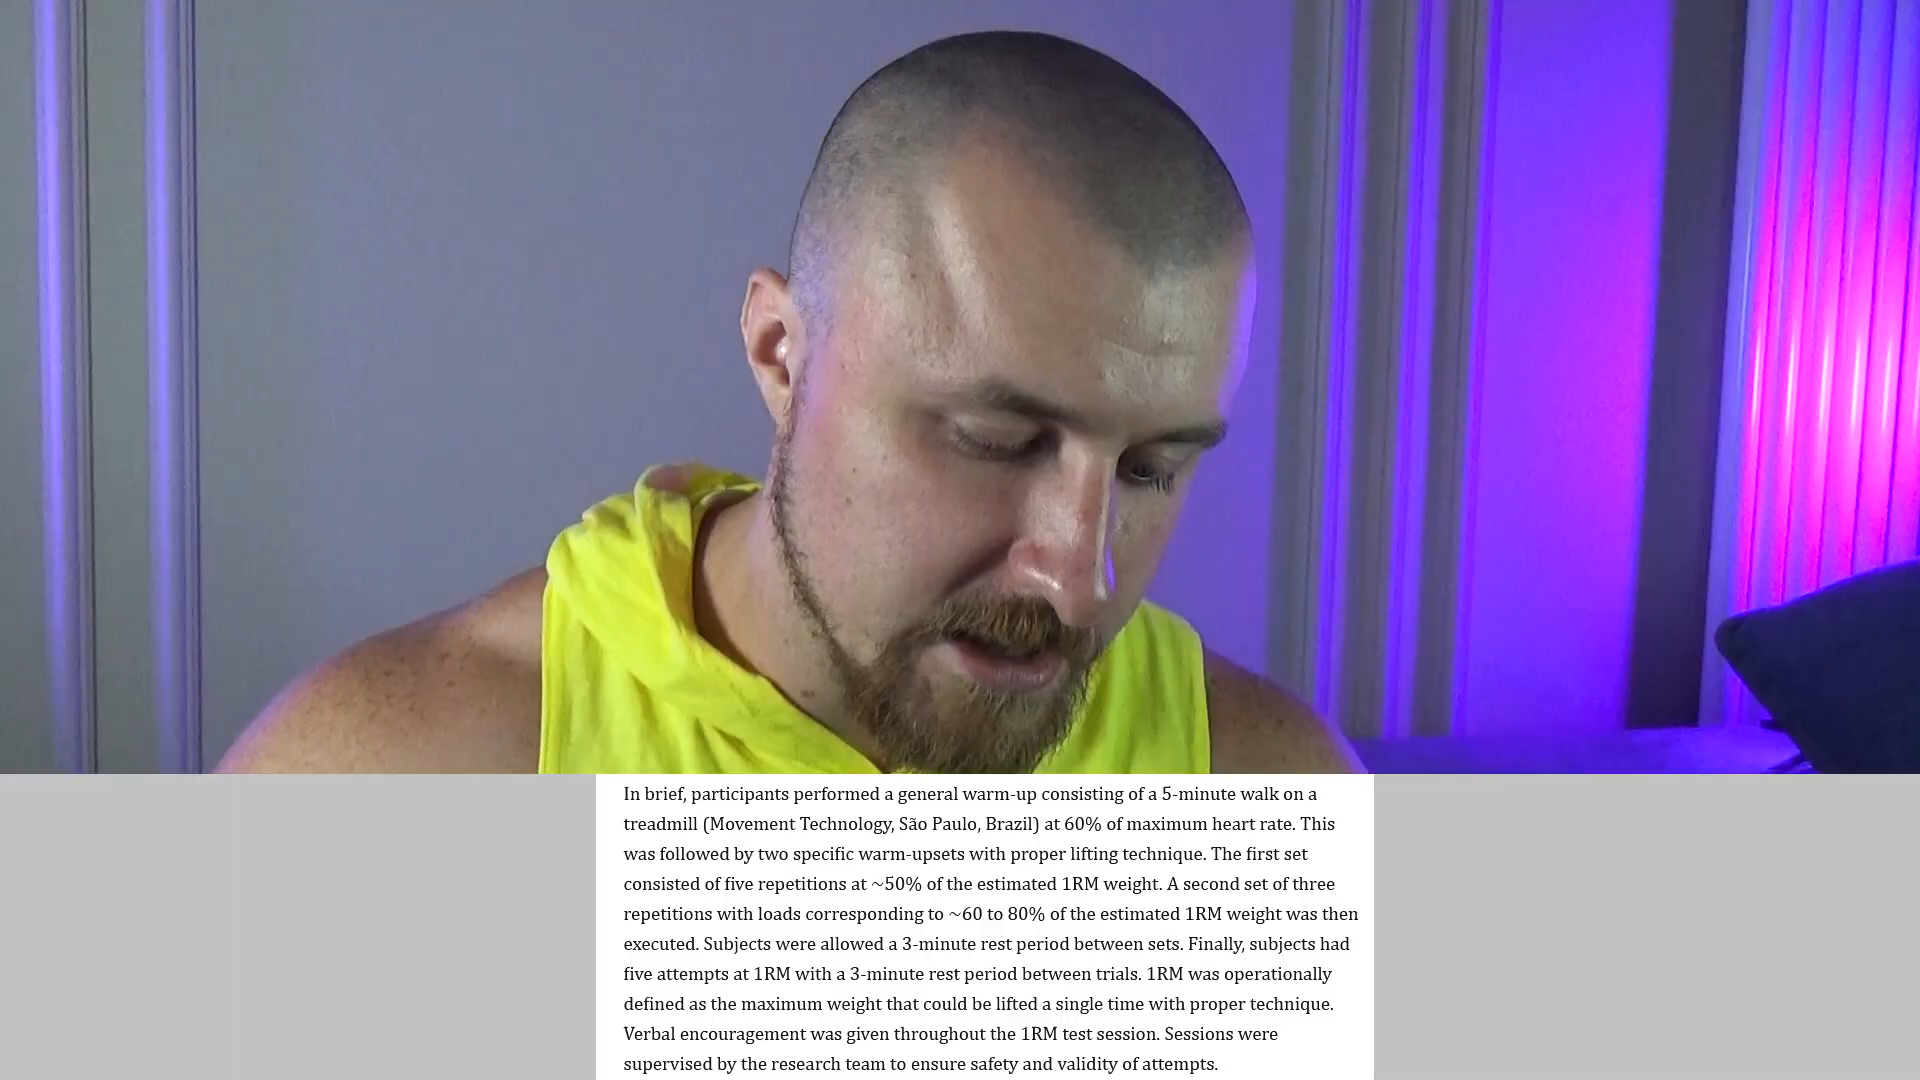 In brief, participants performed a general warm-up consisting of a 5-minute walk on a
treadmill (Movement Technology, São Paulo, Brazil) at 60% of maximum heart rate. This
was followed by two specific warm-upsets with proper lifting technique. The first set
consisted of five repetitions at ~50% of the estimated 1RM weight. A second set of three
repetitions with loads corresponding to ~60 to 80% of the estimated 1RM weight was then
executed. Subjects were allowed a 3-minute rest period between sets. Finally, subjects had
five attempts at 1RM with a 3-minute rest period between trials. 1RM was operationally
defined as the maximum weight that could be lifted a single time with proper technique.
Verbal encouragement was given throughout the 1RM test session. Sessions were
supervised by the research team to ensure safety and validity of attempts.